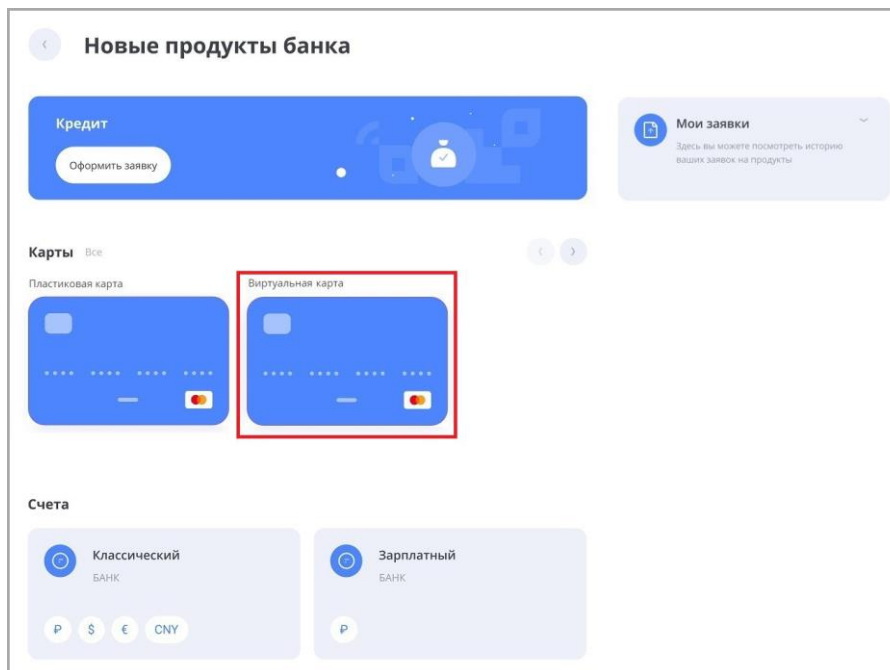 Новые продукты банка
Кредит
Оформить заявку
Мои заявки
Здесь вы можете посмотреть историю
ваших заявок на продукты
Карты Все
Пластиковая карта
Виртуальная карта
Счета
Классический
БАНК
₽ $ € CNY
Зарплатный
БАНК
₽